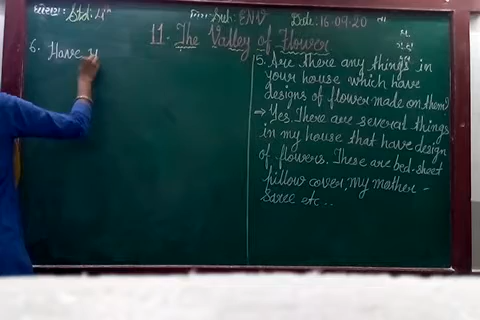 Std: 4th
Sub: ENV
Date: 16-09-20
11. The Valley of Flower
6. Have y
5. Are there any things in
your house which have
designs of flower made on them?
→ Yes. There are several things
in my house that have design
of flowers. These are bed-sheet
pillow cover, my mother -
Saree etc..